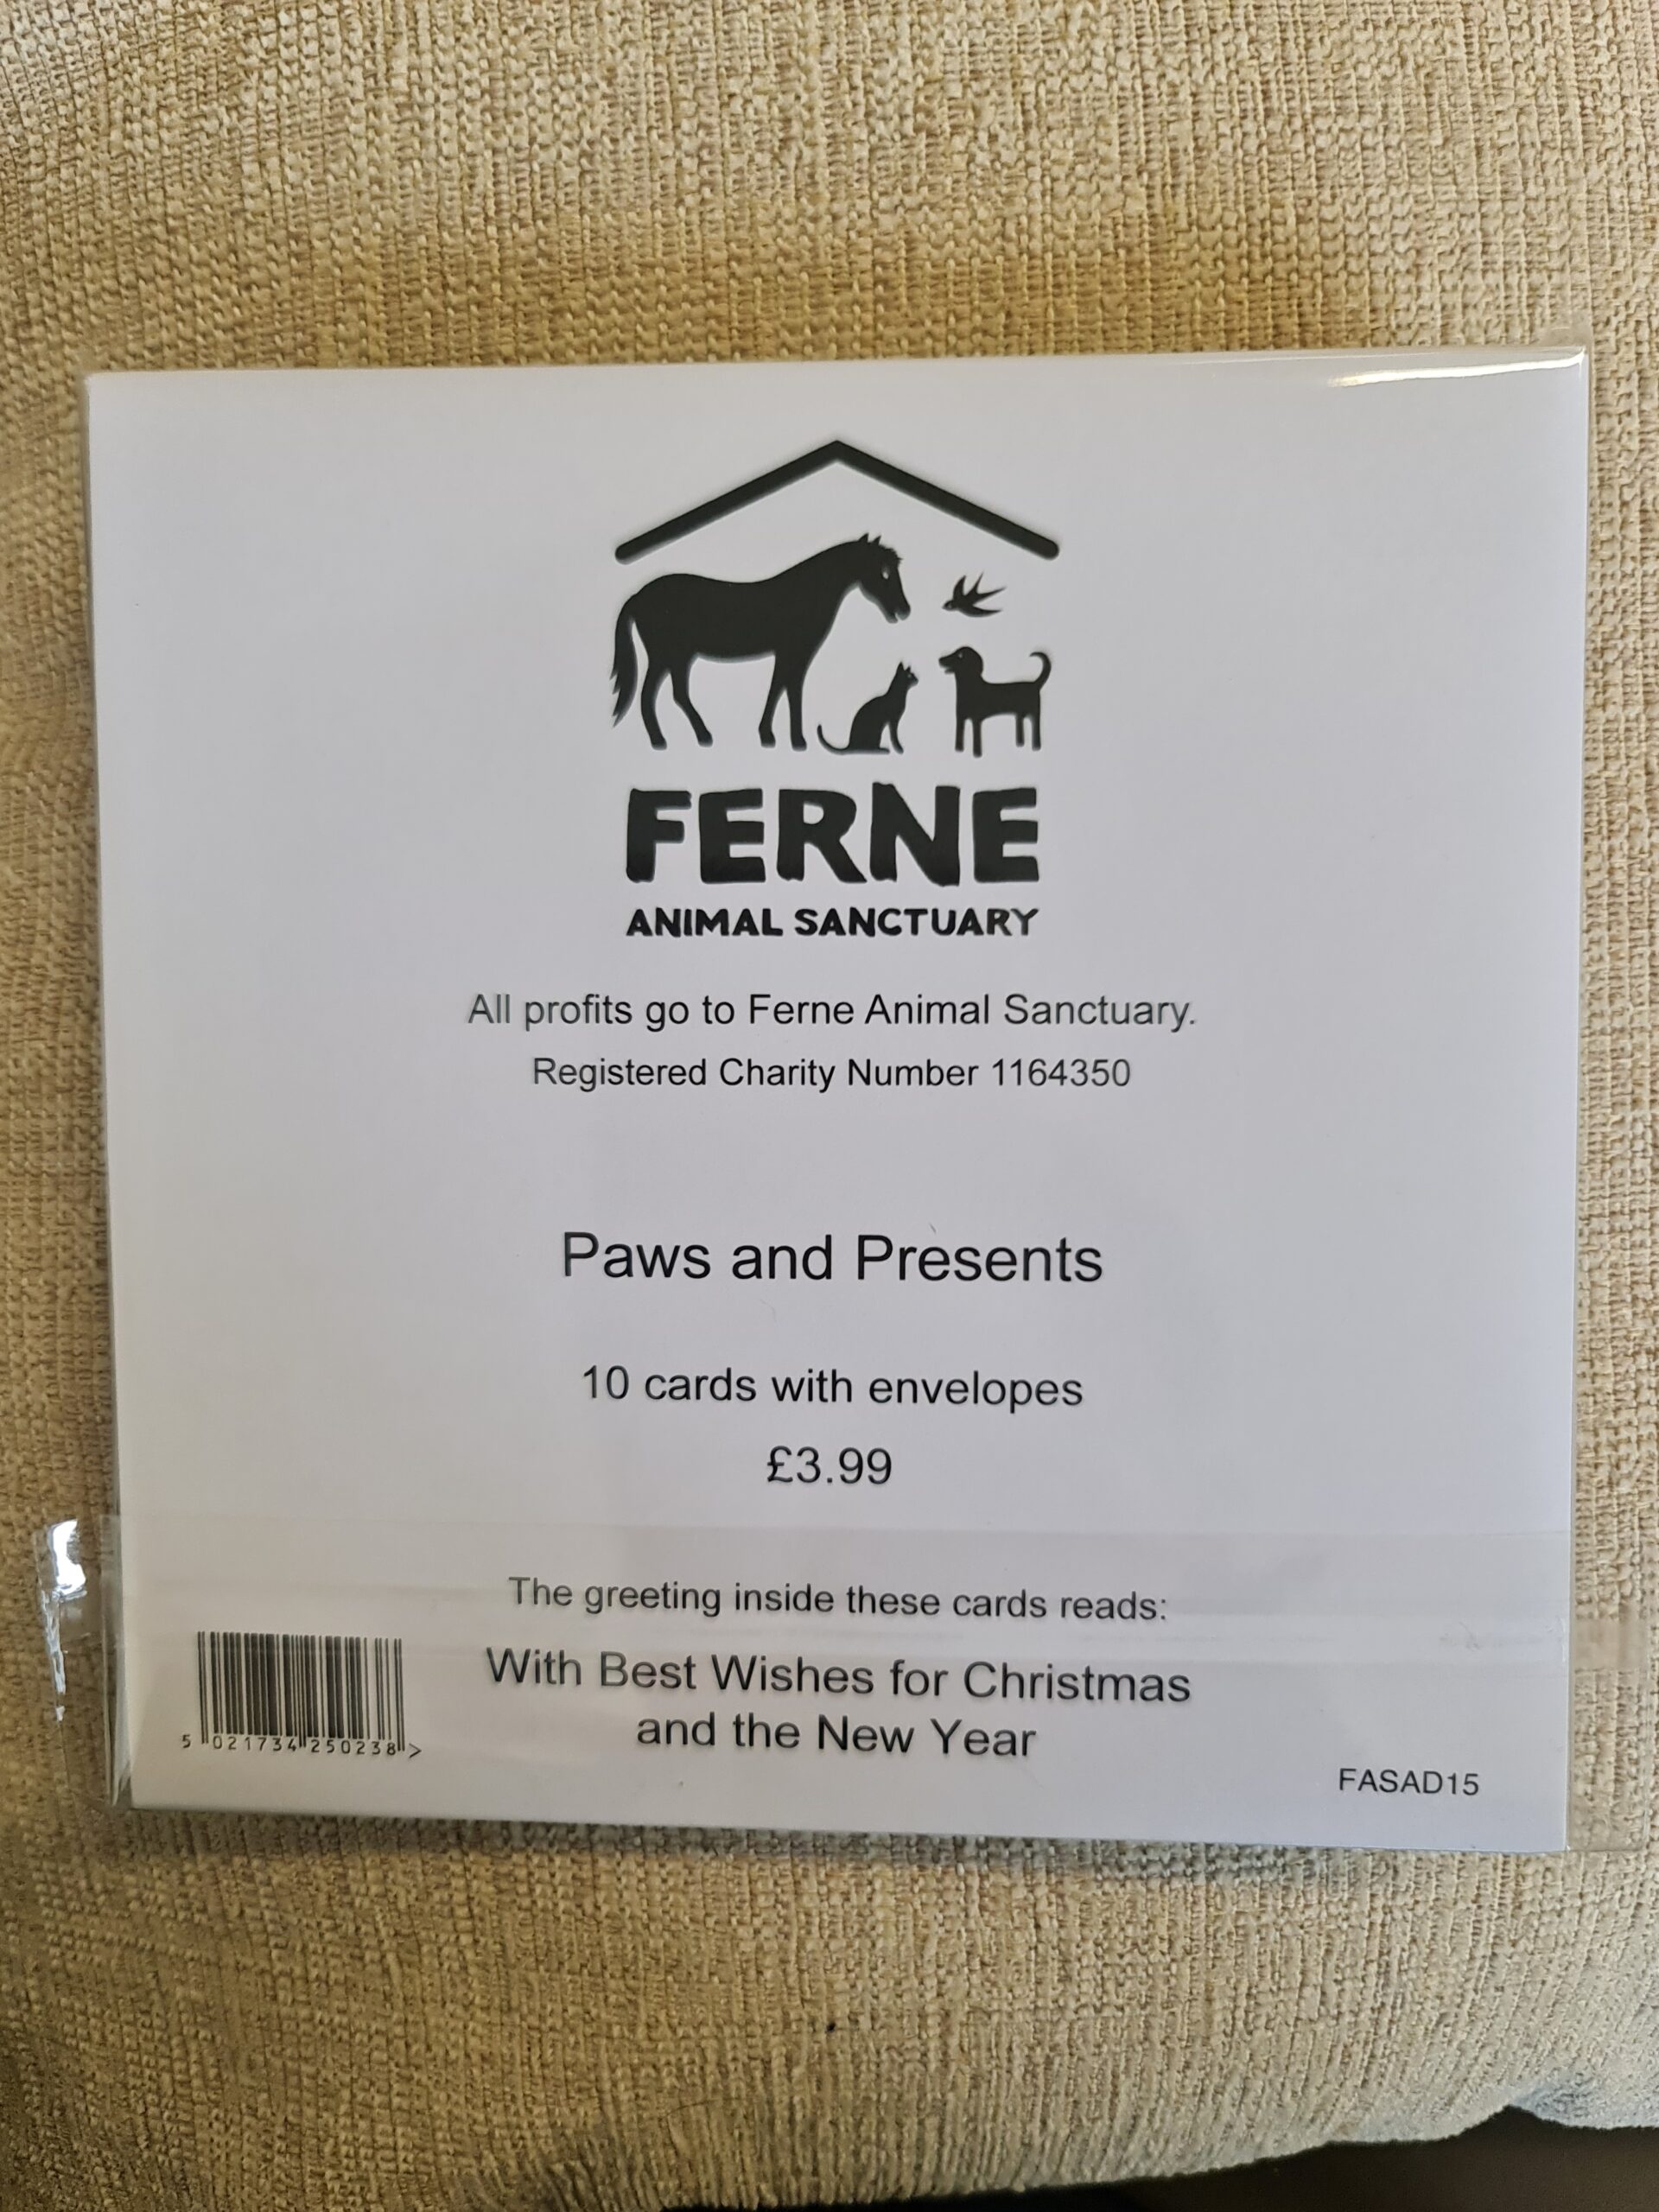 FERNE
ANIMAL SANCTUARY
All profits go to Ferne Animal Sanctuary.
Registered Charity Number 1164350
Paws and Presents
10 cards with envelopes
£3.99
The greeting inside these cards reads:
With Best Wishes for Christmas
and the New Year
5 021734 250238 >
FASAD15